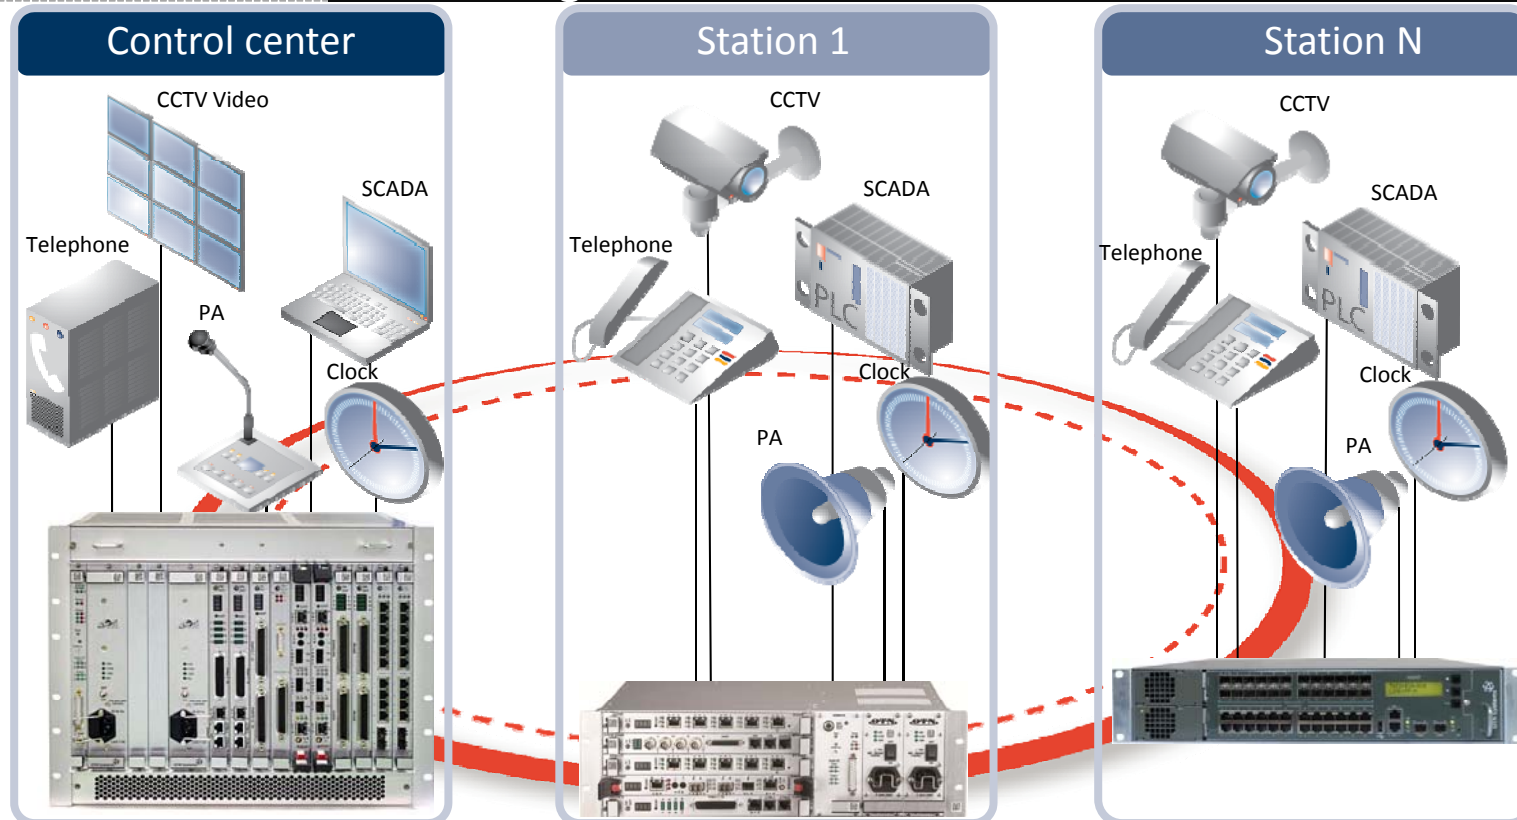 Control center
CCTV Video
SCADA
Telephone
PA
Clock
Station 1
CCTV
SCADA
Telephone
PLC
Clock
PA
Station N
CCTV
SCADA
Telephone
PLC
Clock
PA